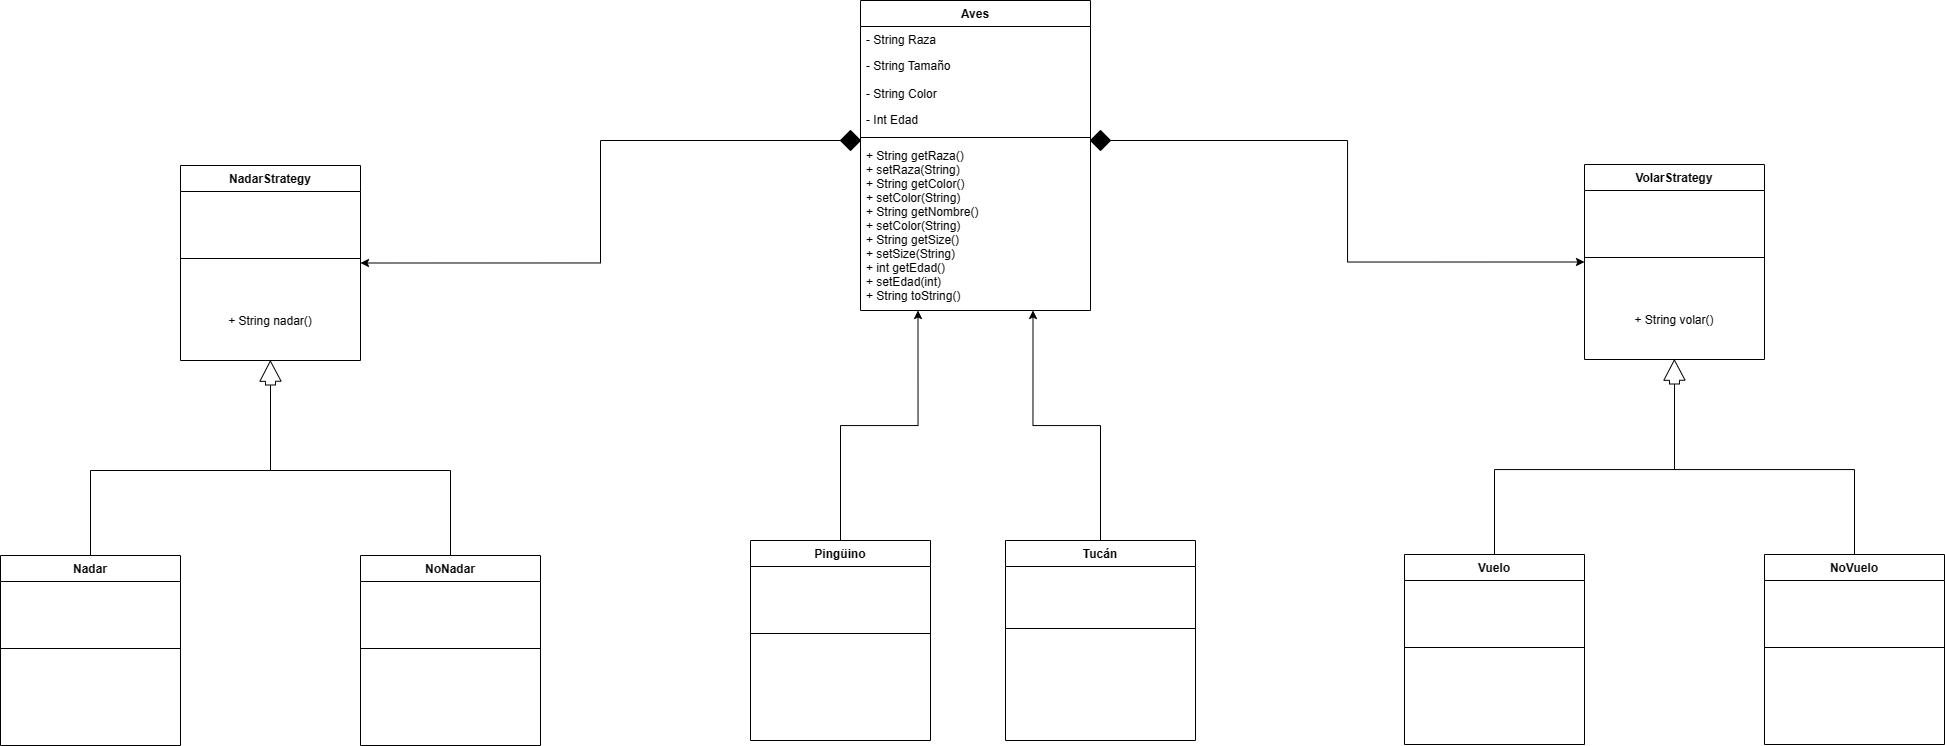 Aves
- String Raza
- String Tamaño
- String Color
- Int Edad
+ String getRaza()
+ setRaza(String)
+ String getColor()
+ setColor(String)
+ String getNombre()
+ setColor(String)
+ String getSize()
+ setSize(String)
+ int getEdad()
+ setEdad(int)
+ String toString()
NadarStrategy
+ String nadar()
VolarStrategy
+ String volar()
Nadar
NoNadar
Pingüino
Tucán
Vuelo
NoVuelo